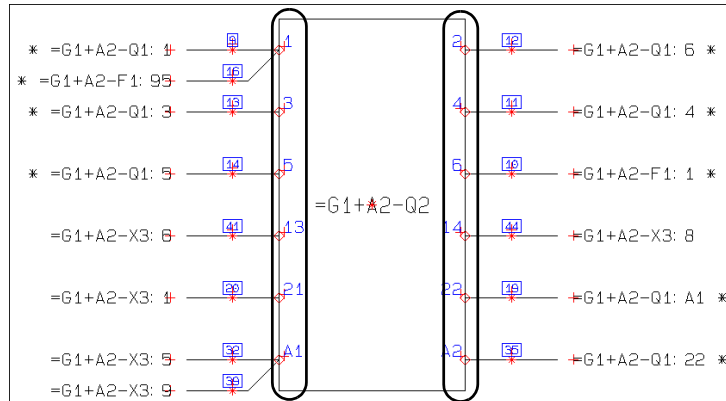 * =G1+A2-Q1: 1 9 1 2 12 =G1+A2-Q1: 6 *
* =G1+A2-F1: 95 16
* =G1+A2-Q1: 3 13 3 4 11 =G1+A2-Q1: 4 *
* =G1+A2-Q1: 5 14 5 6 10 =G1+A2-F1: 1 *
=G1+A2-Q2
=G1+A2-X3: 6 41 13 14 44 =G1+A2-X3: 8
=G1+A2-X3: 1 20 21 22 19 =G1+A2-Q1: A1 *
=G1+A2-X3: 5 32 A1 A2 35 =G1+A2-Q1: 22 *
=G1+A2-X3: 9 39